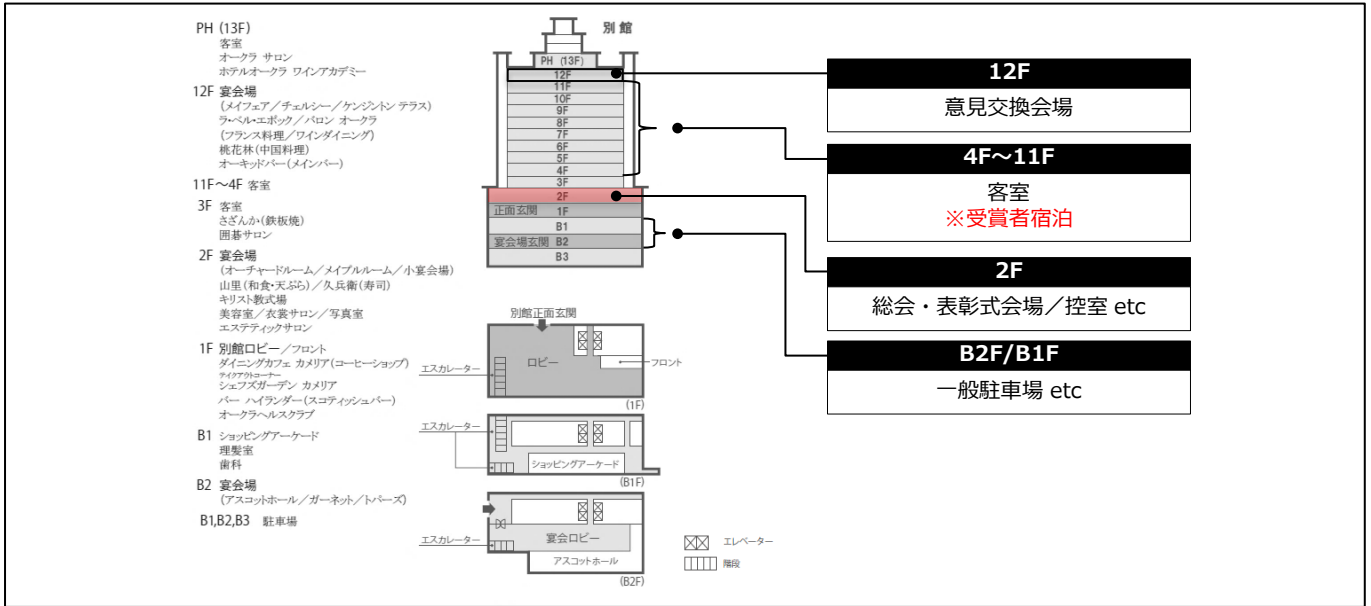 PH (13F)
客室
オークラ サロン
ホテルオークラ ワインアカデミー
12F 宴会場
(メイフェア／チェルシー／ケンジントン テラス)
ラ・ベル・エポック／バロン オークラ
(フランス料理／ワインダイニング)
桃花林(中国料理)
オーキッドバー(メインバー)
11F～4F 客室
3F 客室
さざんか(鉄板焼)
囲碁サロン
2F 宴会場
(オーチャードルーム／メイプルルーム／小宴会場)
山里(和食・天ぷら)／久兵衛(寿司)
キリスト教式場
美容室／衣裳サロン／写真室
エステティックサロン
1F 別館ロビー／フロント
ダイニングカフェ カメリア(コーヒーショップ)
テイクアウトコーナー
シェフズガーデン カメリア
バー ハイランダー(スコティッシュバー)
オークラヘルスクラブ
B1 ショッピングアーケード
理髪室
歯科
B2 宴会場
(アスコットホール／ガーネット／トパーズ)
B1,B2,B3 駐車場
別館
PH (13F)
12F
11F
10F
9F
8F
7F
6F
5F
4F
3F
2F
正面玄関 1F
B1
宴会場玄関 B2
B3
別館正面玄関
エスカレーター
ロビー
フロント
(1F)
エスカレーター
ショッピングアーケード
(B1F)
エスカレーター
宴会ロビー
アスコットホール
(B2F)
エレベーター
階段
12F
意見交換会場
4F～11F
客室
※受賞者宿泊
2F
総会・表彰式会場／控室 etc
B2F/B1F
一般駐車場 etc